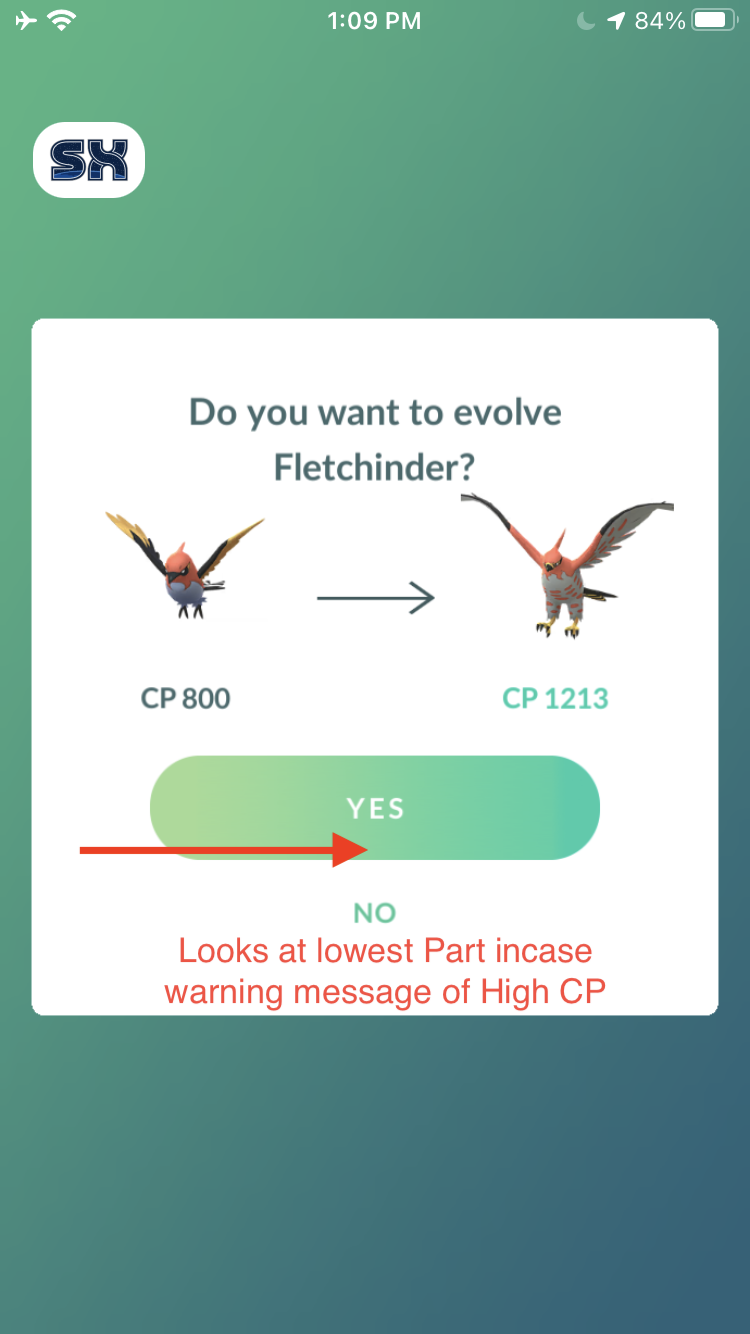 1:09 PM
84%
SX
Do you want to evolve
Fletchinder?
CP 800
CP 1213
YES
NO
Looks at lowest Part incase
warning message of High CP